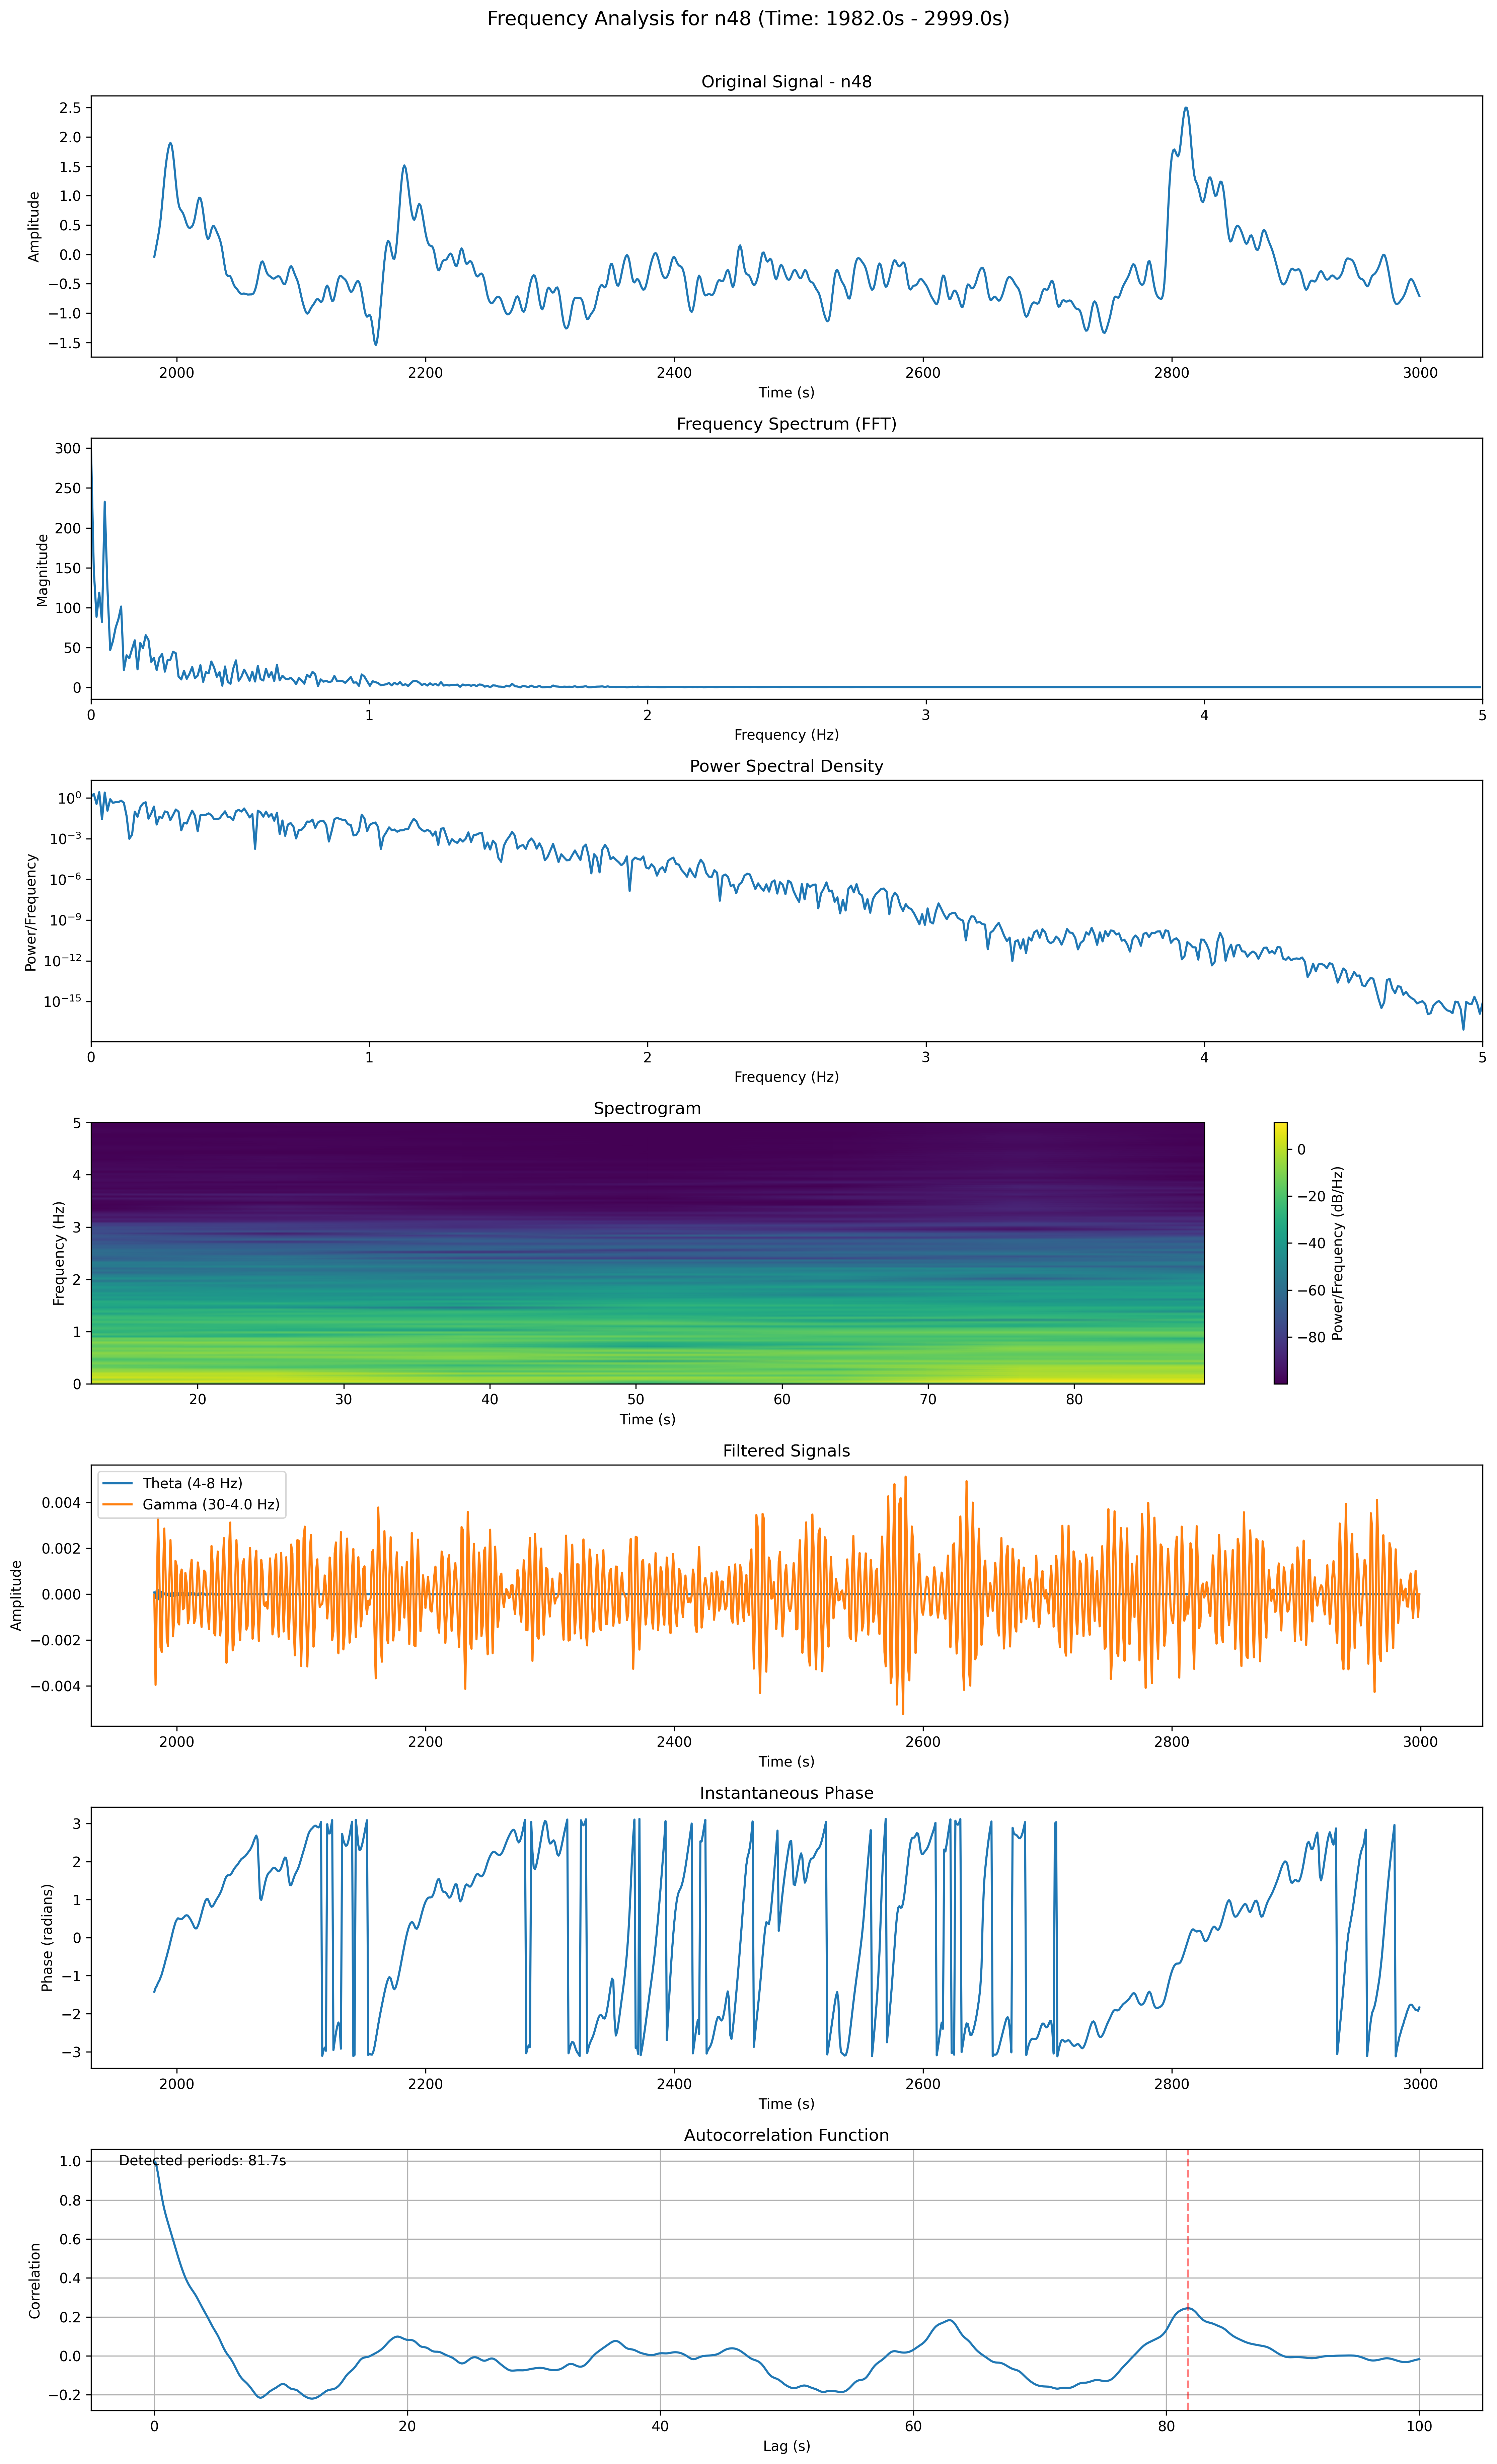 Frequency Analysis for n48 (Time: 1982.0s - 2999.0s)
Original Signal - n48
2.5
2.0
1.5
1.0
0.5
0.0
−0.5
−1.0
−1.5
Amplitude
2000 2200 2400 2600 2800 3000
Time (s)
Frequency Spectrum (FFT)
300
250
200
150
100
50
0
Magnitude
0 1 2 3 4 5
Frequency (Hz)
Power Spectral Density
10⁰
10⁻³
10⁻⁶
10⁻⁹
10⁻¹²
10⁻¹⁵
Power/Frequency
0 1 2 3 4 5
Frequency (Hz)
Spectrogram
5
4
3
2
1
0
Frequency (Hz)
20 30 40 50 60 70 80
Time (s)
0
−20
−40
−60
−80
Power/Frequency (dB/Hz)
Filtered Signals
Theta (4-8 Hz)
Gamma (30-4.0 Hz)
0.004
0.002
0.000
−0.002
−0.004
Amplitude
2000 2200 2400 2600 2800 3000
Time (s)
Instantaneous Phase
3
2
1
0
−1
−2
−3
Phase (radians)
2000 2200 2400 2600 2800 3000
Time (s)
Autocorrelation Function
Detected periods: 81.7s
1.0
0.8
0.6
0.4
0.2
0.0
−0.2
Correlation
0 20 40 60 80 100
Lag (s)